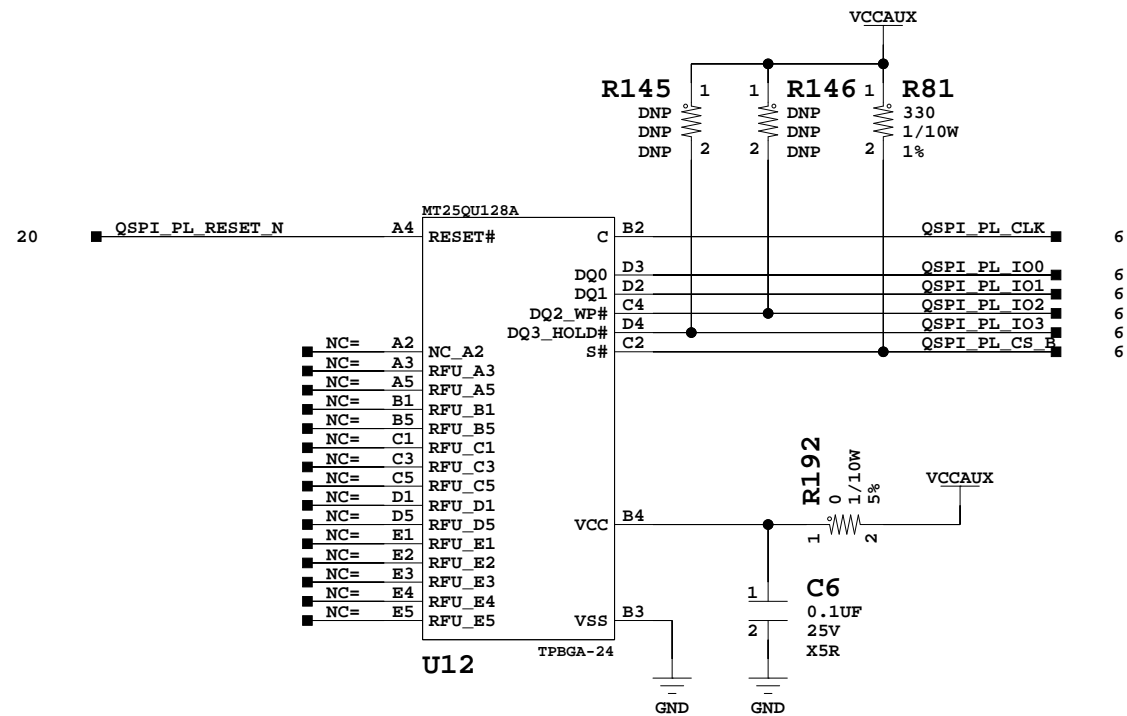 VCCAUX
R145 1 1 R146 1 R81
DNP DNP 330
DNP DNP 1/10W
DNP 2 2 DNP 2 1%
MT25QU128A
20 QSPI_PL_RESET_N A4 RESET# C B2 QSPI_PL_CLK 6
DQ0 D3 QSPI_PL_IO0 6
DQ1 D2 QSPI_PL_IO1 6
DQ2_WP# C4 QSPI_PL_IO2 6
DQ3_HOLD# D4 QSPI_PL_IO3 6
NC= A2 NC_A2 S# C2 QSPI_PL_CS_B 6
NC= A3 RFU_A3
NC= A5 RFU_A5
NC= B1 RFU_B1
NC= B5 RFU_B5
NC= C1 RFU_C1
NC= C3 RFU_C3
NC= C5 RFU_C5
NC= D1 RFU_D1
NC= D5 RFU_D5
NC= E1 RFU_E1
NC= E2 RFU_E2
NC= E3 RFU_E3
NC= E4 RFU_E4
NC= E5 RFU_E5
R192
0
1/10W
5%
VCCAUX
VCC B4 1 2
1 C6
0.1UF
2 25V
X5R
VSS B3
TPBGA-24
U12
GND GND